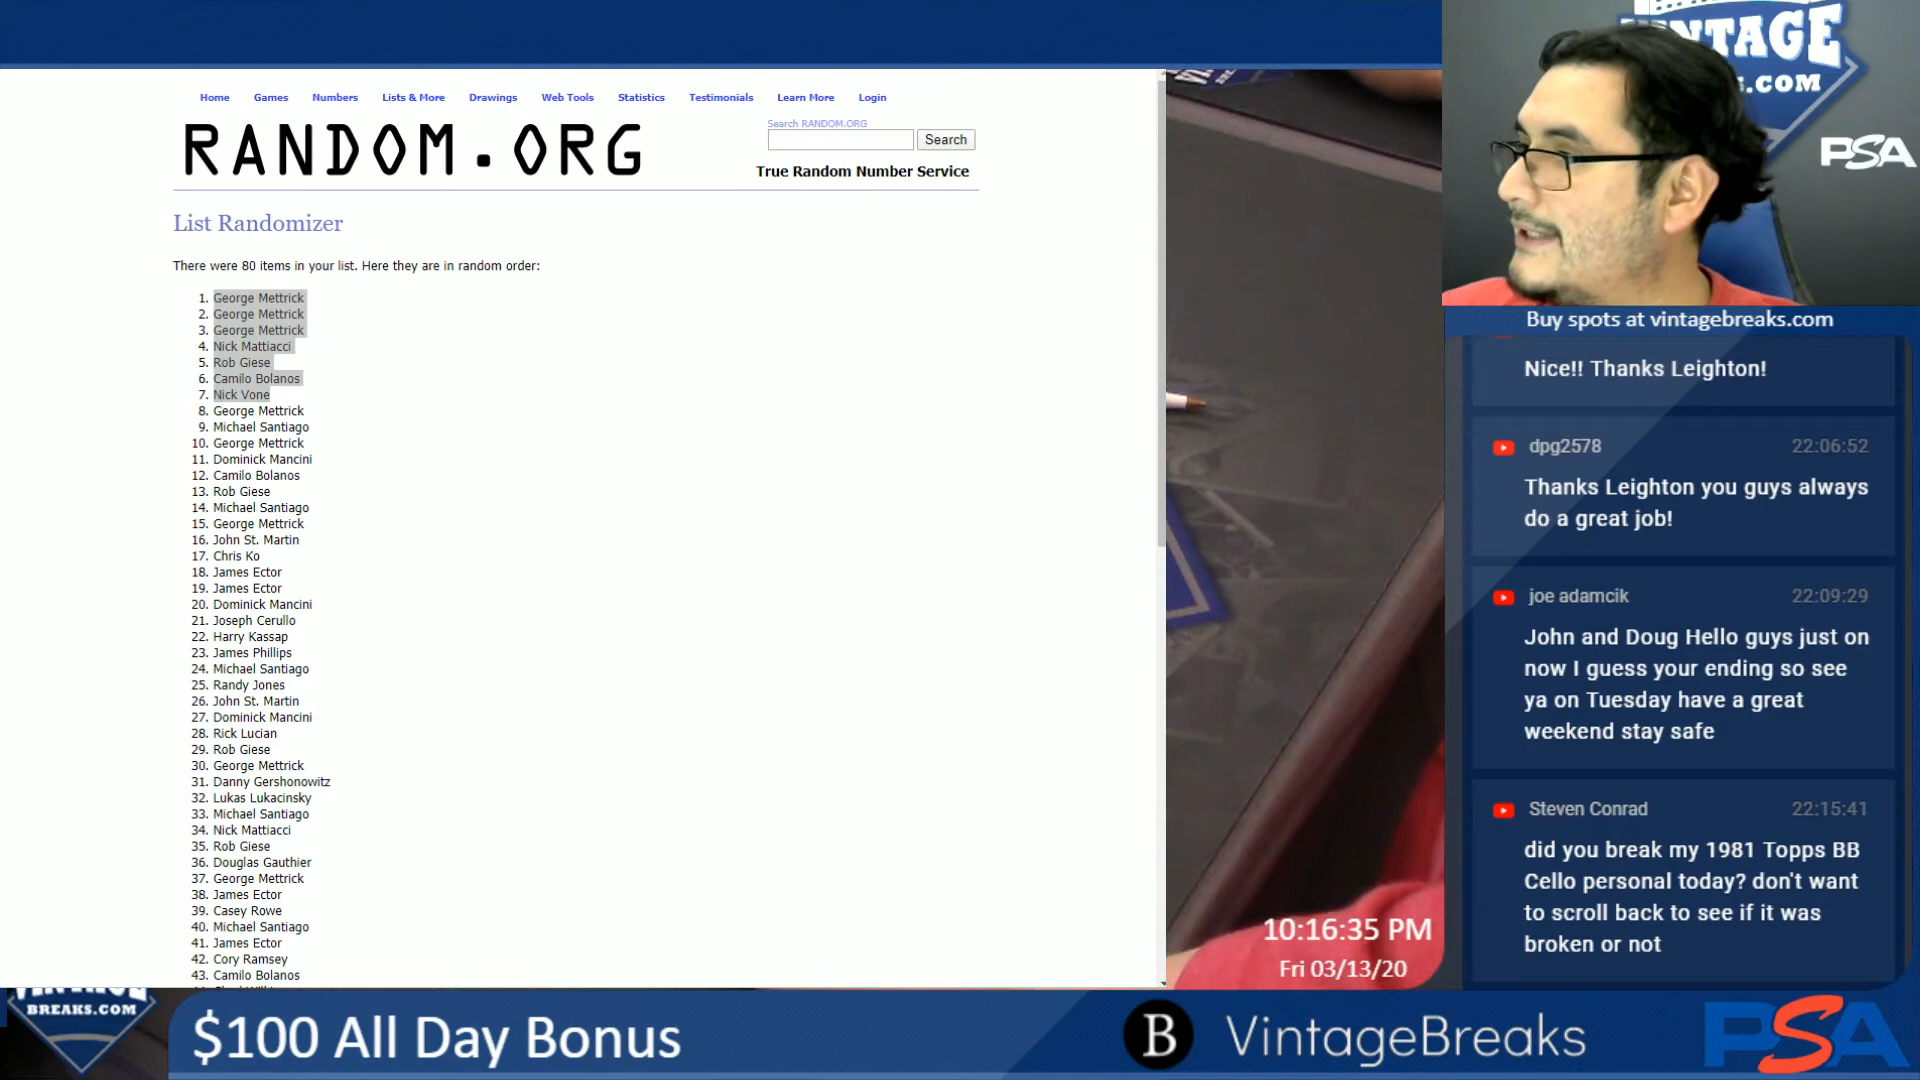 Home Games Numbers Lists & More Drawings Web Tools Statistics Testimonials Learn More Login
RANDOM.ORG
Search RANDOM.ORG
Search
True Random Number Service
List Randomizer
There were 80 items in your list. Here they are in random order:
1. George Mettrick
2. George Mettrick
3. George Mettrick
4. Nick Mattiacci
5. Rob Giese
6. Camilo Bolanos
7. Nick Vone
8. George Mettrick
9. Michael Santiago
10. George Mettrick
11. Dominick Mancini
12. Camilo Bolanos
13. Rob Giese
14. Michael Santiago
15. George Mettrick
16. John St. Martin
17. Chris Ko
18. James Ector
19. James Ector
20. Dominick Mancini
21. Joseph Cerullo
22. Harry Kassap
23. James Phillips
24. Michael Santiago
25. Randy Jones
26. John St. Martin
27. Dominick Mancini
28. Rick Lucian
29. Rob Giese
30. George Mettrick
31. Danny Gershonowitz
32. Lukas Lukacinsky
33. Michael Santiago
34. Nick Mattiacci
35. Rob Giese
36. Douglas Gauthier
37. George Mettrick
38. James Ector
39. Casey Rowe
40. Michael Santiago
41. James Ector
42. Cory Ramsey
43. Camilo Bolanos
VINTAGE
.COM
PSA
Buy spots at vintagebreaks.com
Nice!! Thanks Leighton!
dpg2578 22:06:52
Thanks Leighton you guys always
do a great job!
joe adamcik 22:09:29
John and Doug Hello guys just on
now I guess your ending so see
ya on Tuesday have a great
weekend stay safe
Steven Conrad 22:15:41
did you break my 1981 Topps BB
Cello personal today? don't want
to scroll back to see if it was
broken or not
10:16:35 PM
Fri 03/13/20
VINTAGE
BREAKS.COM
$100 All Day Bonus
B VintageBreaks
PSA